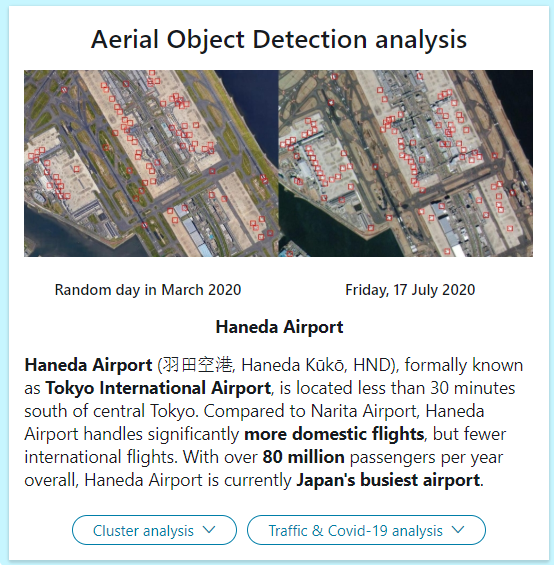 Aerial Object Detection analysis
Random day in March 2020
Friday, 17 July 2020
Haneda Airport
Haneda Airport (羽田空港, Haneda Kūkō, HND), formally known
as Tokyo International Airport, is located less than 30 minutes
south of central Tokyo. Compared to Narita Airport, Haneda
Airport handles significantly more domestic flights, but fewer
international flights. With over 80 million passengers per year
overall, Haneda Airport is currently Japan's busiest airport.
Cluster analysis
Traffic & Covid-19 analysis